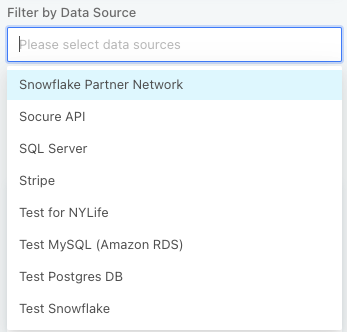 Filter by Data Source
Please select data sources
Snowflake Partner Network
Socure API
SQL Server
Stripe
Test for NYLife
Test MySQL (Amazon RDS)
Test Postgres DB
Test Snowflake